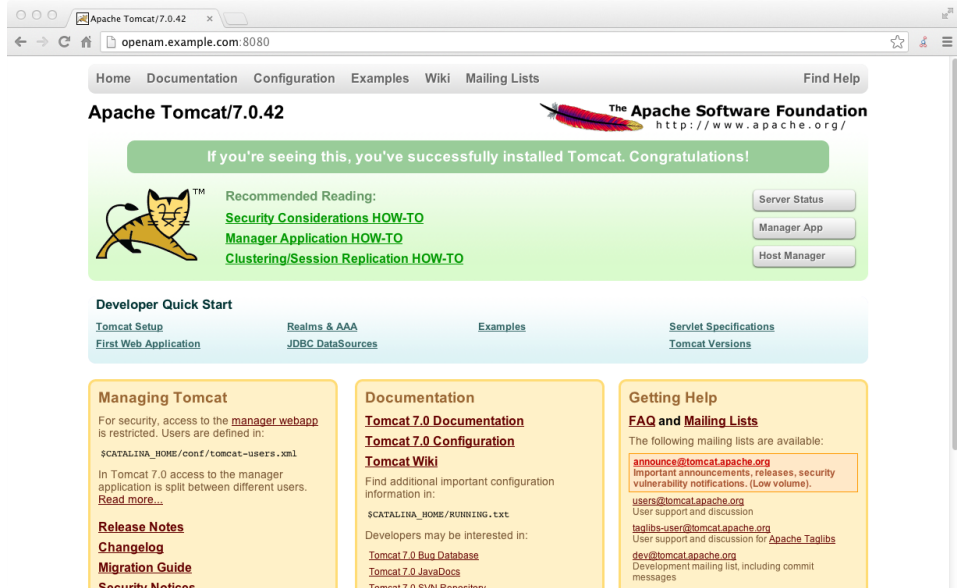 Apache Tomcat/7.0.42
openam.example.com:8080
Home Documentation Configuration Examples Wiki Mailing Lists Find Help
Apache Tomcat/7.0.42
The Apache Software Foundation
http://www.apache.org/
If you're seeing this, you've successfully installed Tomcat. Congratulations!
TM
Recommended Reading:
Security Considerations HOW-TO
Manager Application HOW-TO
Clustering/Session Replication HOW-TO
Server Status
Manager App
Host Manager
Developer Quick Start
Tomcat Setup
First Web Application
Realms & AAA
JDBC DataSources
Examples
Servlet Specifications
Tomcat Versions
Managing Tomcat
For security, access to the manager webapp
is restricted. Users are defined in:
$CATALINA_HOME/conf/tomcat-users.xml
In Tomcat 7.0 access to the manager
application is split between different users.
Read more...
Release Notes
Changelog
Migration Guide
Security Notices
Documentation
Tomcat 7.0 Documentation
Tomcat 7.0 Configuration
Tomcat Wiki
Find additional important configuration
information in:
$CATALINA_HOME/RUNNING.txt
Developers may be interested in:
Tomcat 7.0 Bug Database
Tomcat 7.0 JavaDocs
Tomcat 7.0 SVN Repository
Getting Help
FAQ and Mailing Lists
The following mailing lists are available:
announce@tomcat.apache.org
Important announcements, releases, security
vulnerability notifications. (Low volume).
users@tomcat.apache.org
User support and discussion
taglibs-user@tomcat.apache.org
User support and discussion for Apache Taglibs
dev@tomcat.apache.org
Development mailing list, including commit
messages